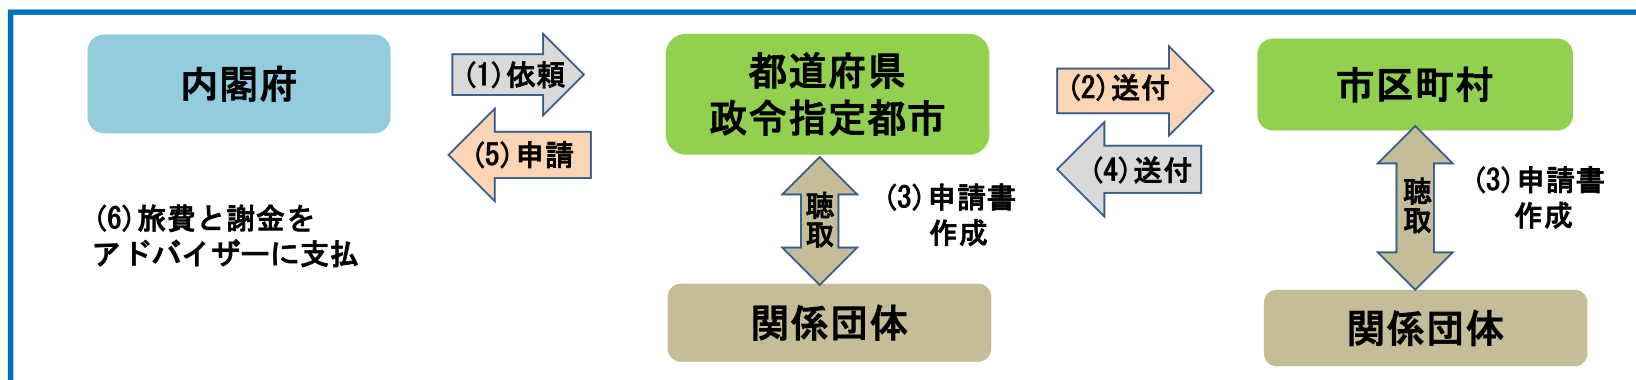 内閣府
(1)依頼
(5)申請
(6)旅費と謝金を
アドバイザーに支払
都道府県
政令指定都市
聴
取
(3)申請書
作成
関係団体
(2)送付
(4)送付
市区町村
聴
取
(3)申請書
作成
関係団体